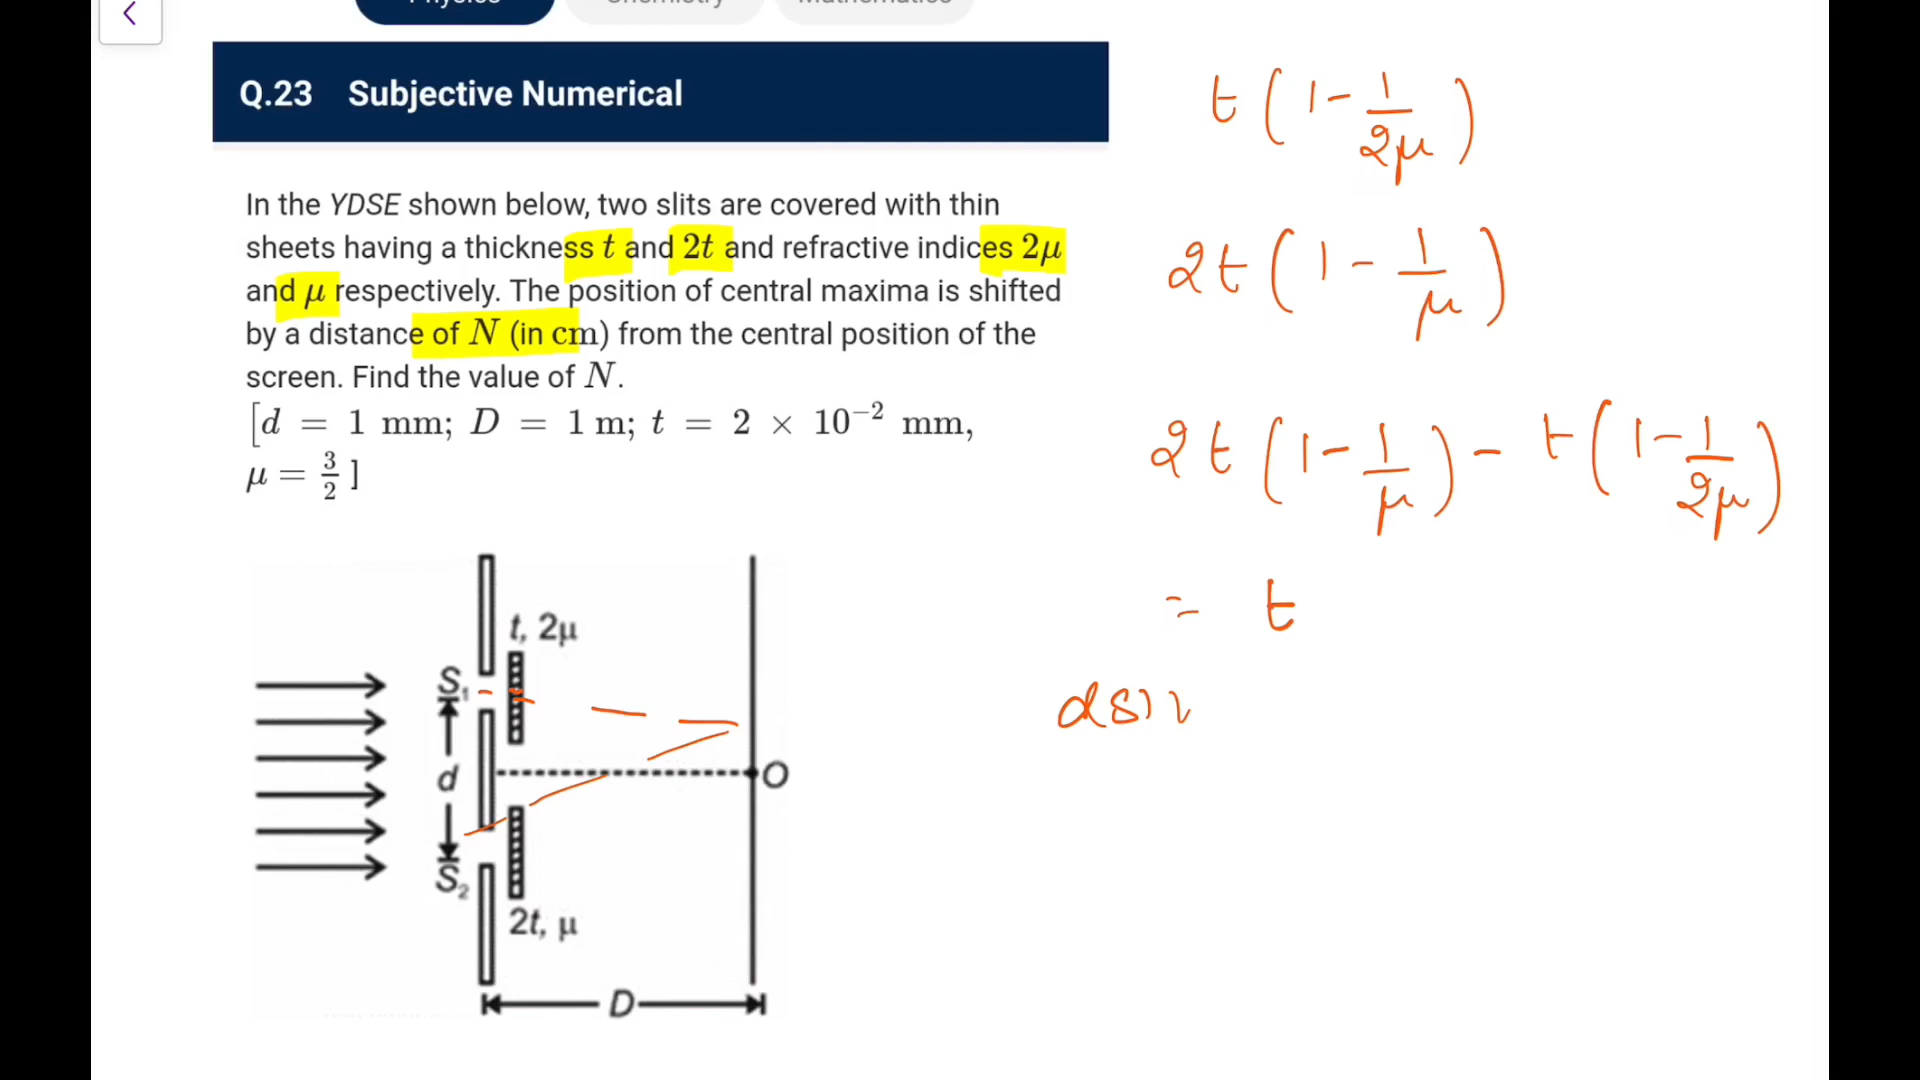 Physics Chemistry Mathematics
Q.23 Subjective Numerical
In the YDSE shown below, two slits are covered with thin
sheets having a thickness t and 2t and refractive indices 2μ
and μ respectively. The position of central maxima is shifted
by a distance of N (in cm) from the central position of the
screen. Find the value of N.
[d = 1 mm; D = 1 m; t = 2 × 10⁻² mm,
μ = 3/2 ]
t, 2μ
S₁
d
O
S₂
2t, μ
D
t(1 - 1/2μ)
2t(1 - 1/μ)
2t(1 - 1/μ) - t(1 - 1/2μ)
= t